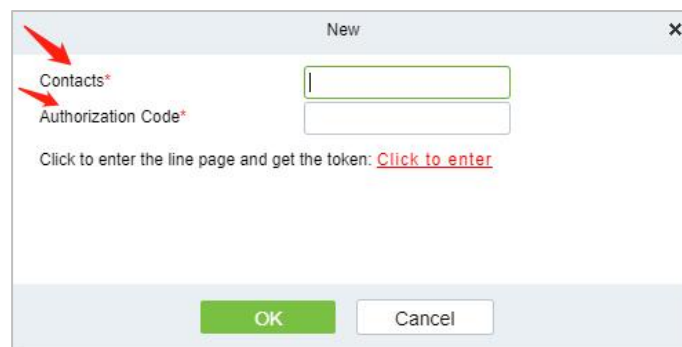 New
Contacts*
Authorization Code*
Click to enter the line page and get the token: Click to enter
OK Cancel